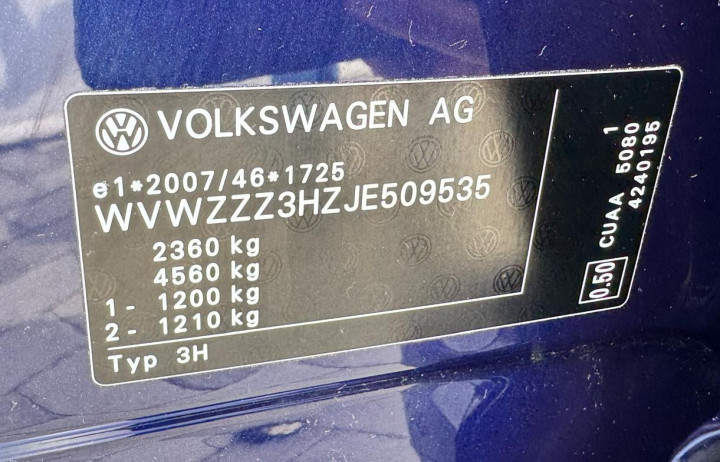 VOLKSWAGEN AG
e1*2007/46*1725
WVWZZZ3HZJE509535
2360 kg
4560 kg
1 - 1200 kg
2 - 1210 kg
Typ 3H
0.50 CUAA 5080 1
4240195